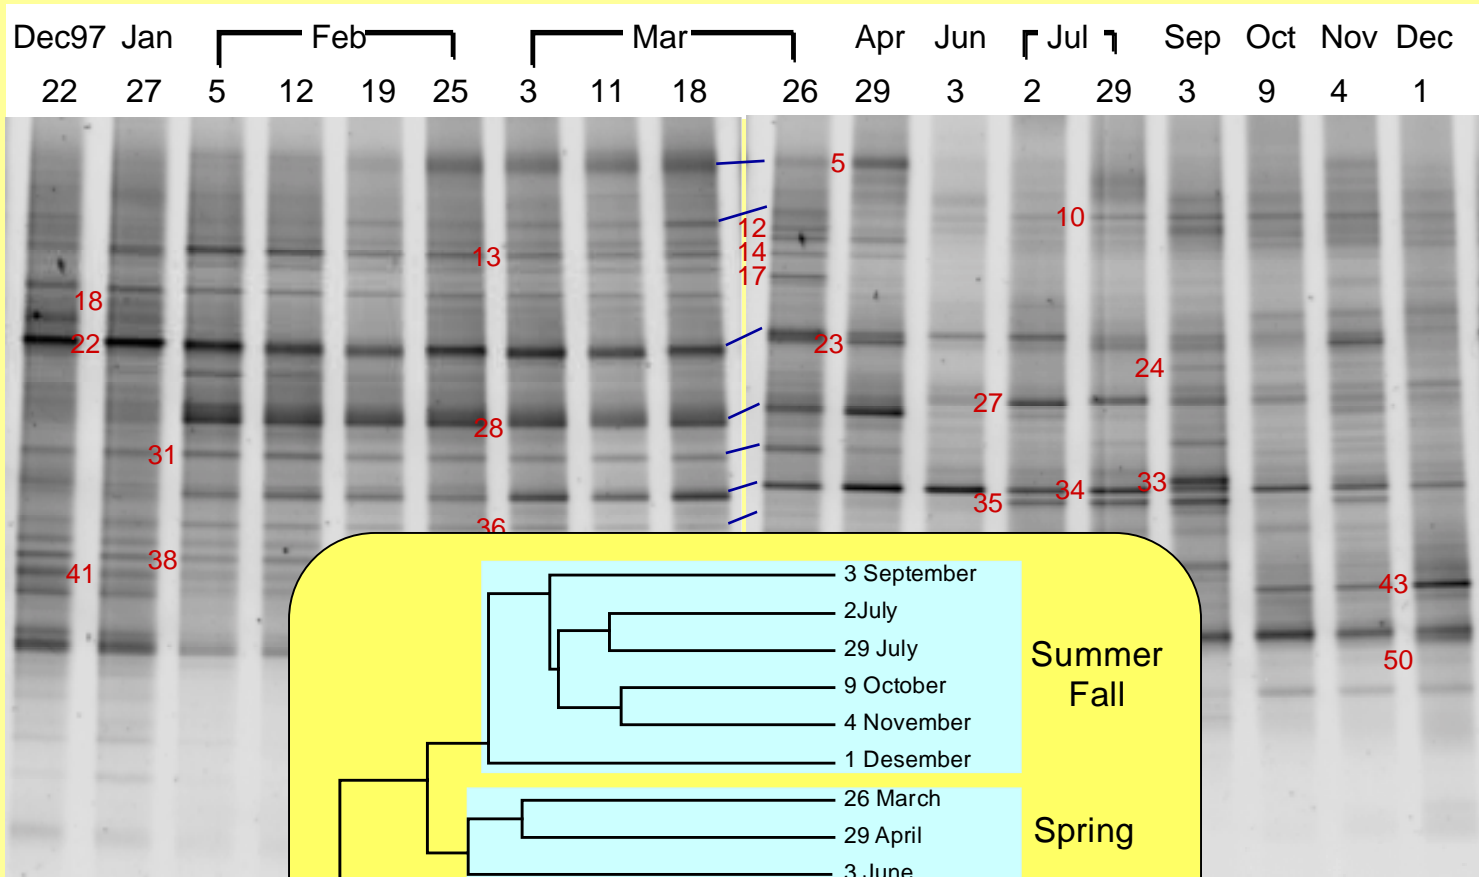 Dec97 Jan Feb Mar Apr Jun Jul Sep Oct Nov Dec
22 27 5 12 19 25 3 11 18 26 29 3 2 29 3 9 4 1
5
10
12
13
14
17
18
22
23
24
27
28
31
33
34
35
36
38
41
43
50
3 September
2July
29 July
9 October
4 November
1 Desember
Summer
Fall
26 March
29 April
Spring
3 June